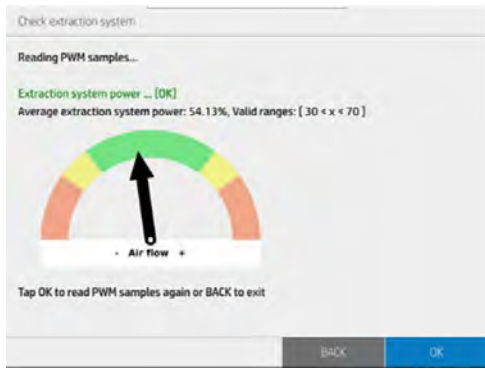 Check extraction system
Reading PWM samples...
Extraction system power ... [OK]
Average extraction system power: 54.13%, Valid ranges: [ 30 < x < 70 ]
- Air flow +
Tap OK to read PWM samples again or BACK to exit
BACK
OK